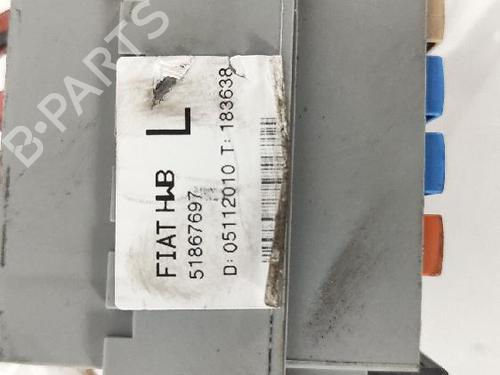 L
FIAT HWB
51867697
D: 05112010 T: 183638
B-PARTS